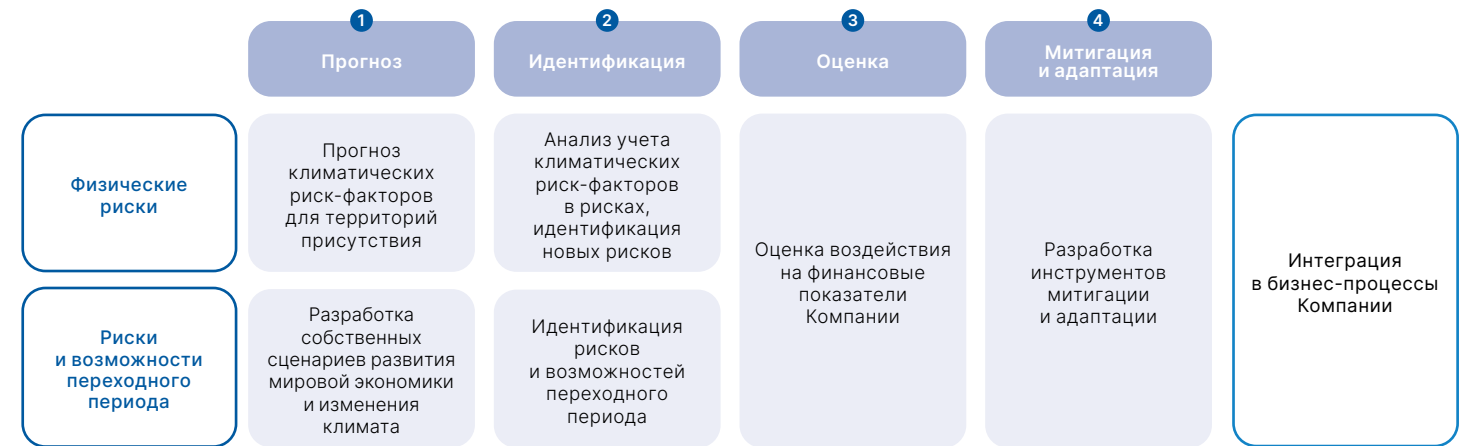 1
Прогноз
2
Идентификация
3
Оценка
4
Митигация
и адаптация
Физические
риски
Прогноз
климатических
риск-факторов
для территорий
присутствия
Анализ учета
климатических
риск-факторов
в рисках,
идентификация
новых рисков
Риски
и возможности
переходного
периода
Разработка
собственных
сценариев развития
мировой экономики
и изменения
климата
Идентификация
рисков
и возможностей
переходного
периода
Оценка воздействия
на финансовые
показатели
Компании
Разработка
инструментов
митигации
и адаптации
Интеграция
в бизнес-процессы
Компании